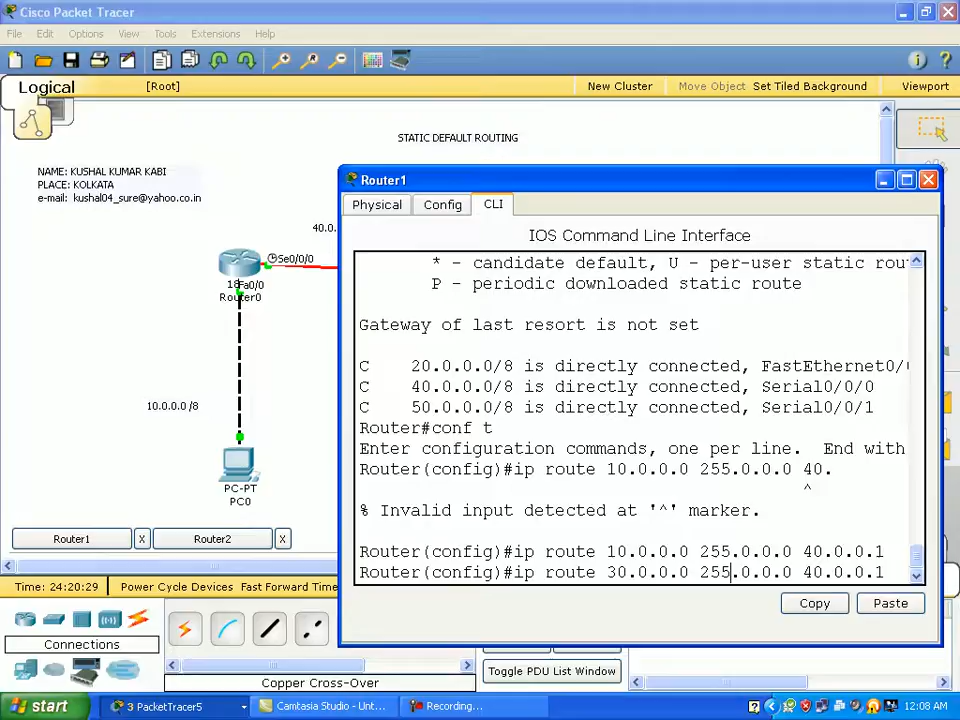 Cisco Packet Tracer
File Edit Options View Tools Extensions Help
Logical
[Root]
New Cluster
Move Object
Set Tiled Background
Viewport
STATIC DEFAULT ROUTING
NAME: KUSHAL KUMAR KABI
PLACE: KOLKATA
e-mail: kushal04_sure@yahoo.co.in
40.0.
Se0/0/0
Fa0/0
Router0
10.0.0.0 /8
PC-PT
PC0
Router1
Physical
Config
CLI
IOS Command Line Interface
* - candidate default, U - per-user static rou
P - periodic downloaded static route
Gateway of last resort is not set
C 20.0.0.0/8 is directly connected, FastEthernet0/
C 40.0.0.0/8 is directly connected, Serial0/0/0
C 50.0.0.0/8 is directly connected, Serial0/0/1
Router#conf t
Enter configuration commands, one per line. End with
Router(config)#ip route 10.0.0.0 255.0.0.0 40.
^
% Invalid input detected at '^' marker.
Router(config)#ip route 10.0.0.0 255.0.0.0 40.0.0.1
Router(config)#ip route 30.0.0.0 255.0.0.0 40.0.0.1
Copy
Paste
Router1
X
Router2
X
Time: 24:20:29
Power Cycle Devices
Fast Forward Time
Connections
Copper Cross-Over
Toggle PDU List Window
start
3 PacketTracer5
Camtasia Studio - Unt...
Recording...
12:08 AM